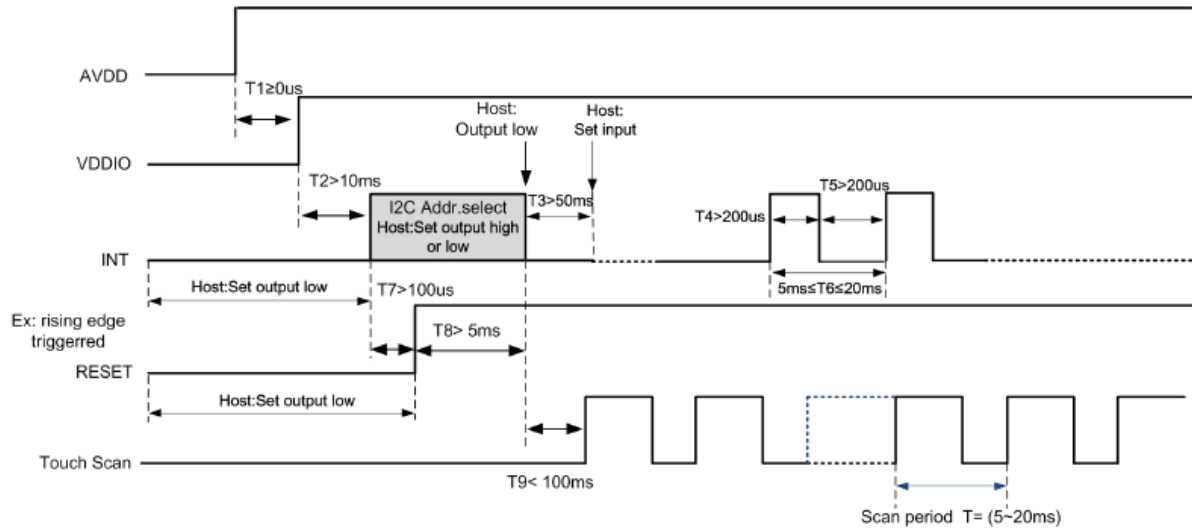 AVDD
T1≥0us
VDDIO
Host:
Output low
Host:
Set input
T2>10ms
I2C Addr.select
Host:Set output high
or low
T3>50ms
T4>200us
T5>200us
INT
Host:Set output low
T7>100us
5ms≤T6≤20ms
Ex: rising edge
triggerred
T8> 5ms
RESET
Host:Set output low
Touch Scan
T9< 100ms
Scan period T= (5~20ms)